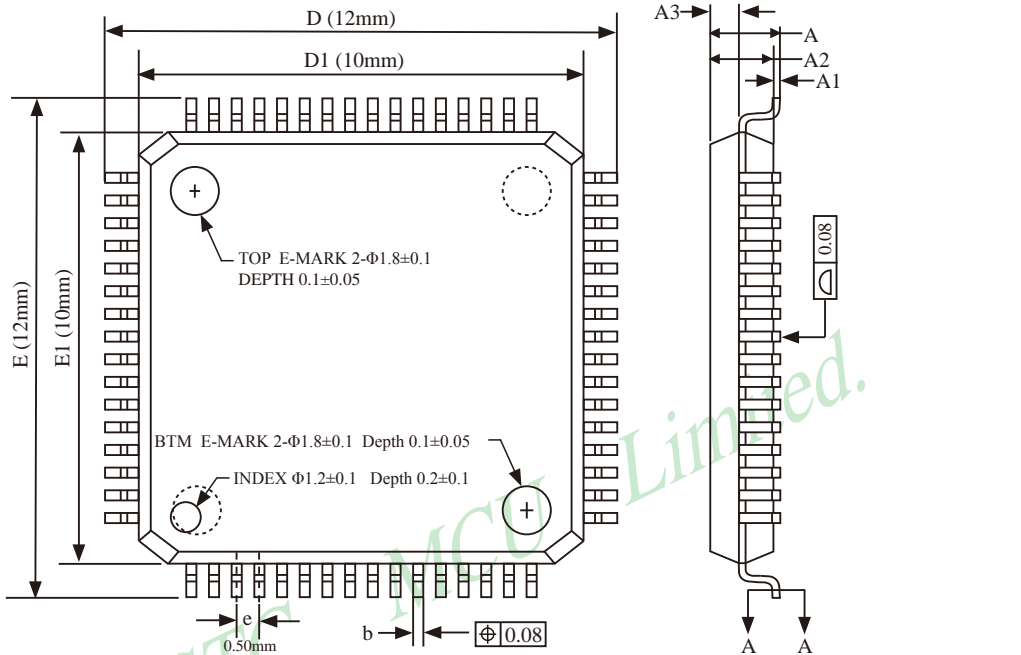 D (12mm)
D1 (10mm)
A3
A
A2
A1
E (12mm)
E1 (10mm)
TOP E-MARK 2-Φ1.8±0.1
DEPTH 0.1±0.05
0.08
BTM E-MARK 2-Φ1.8±0.1 Depth 0.1±0.05
INDEX Φ1.2±0.1 Depth 0.2±0.1
e
0.50mm
b
0.08
A A
STC MCU Limited.